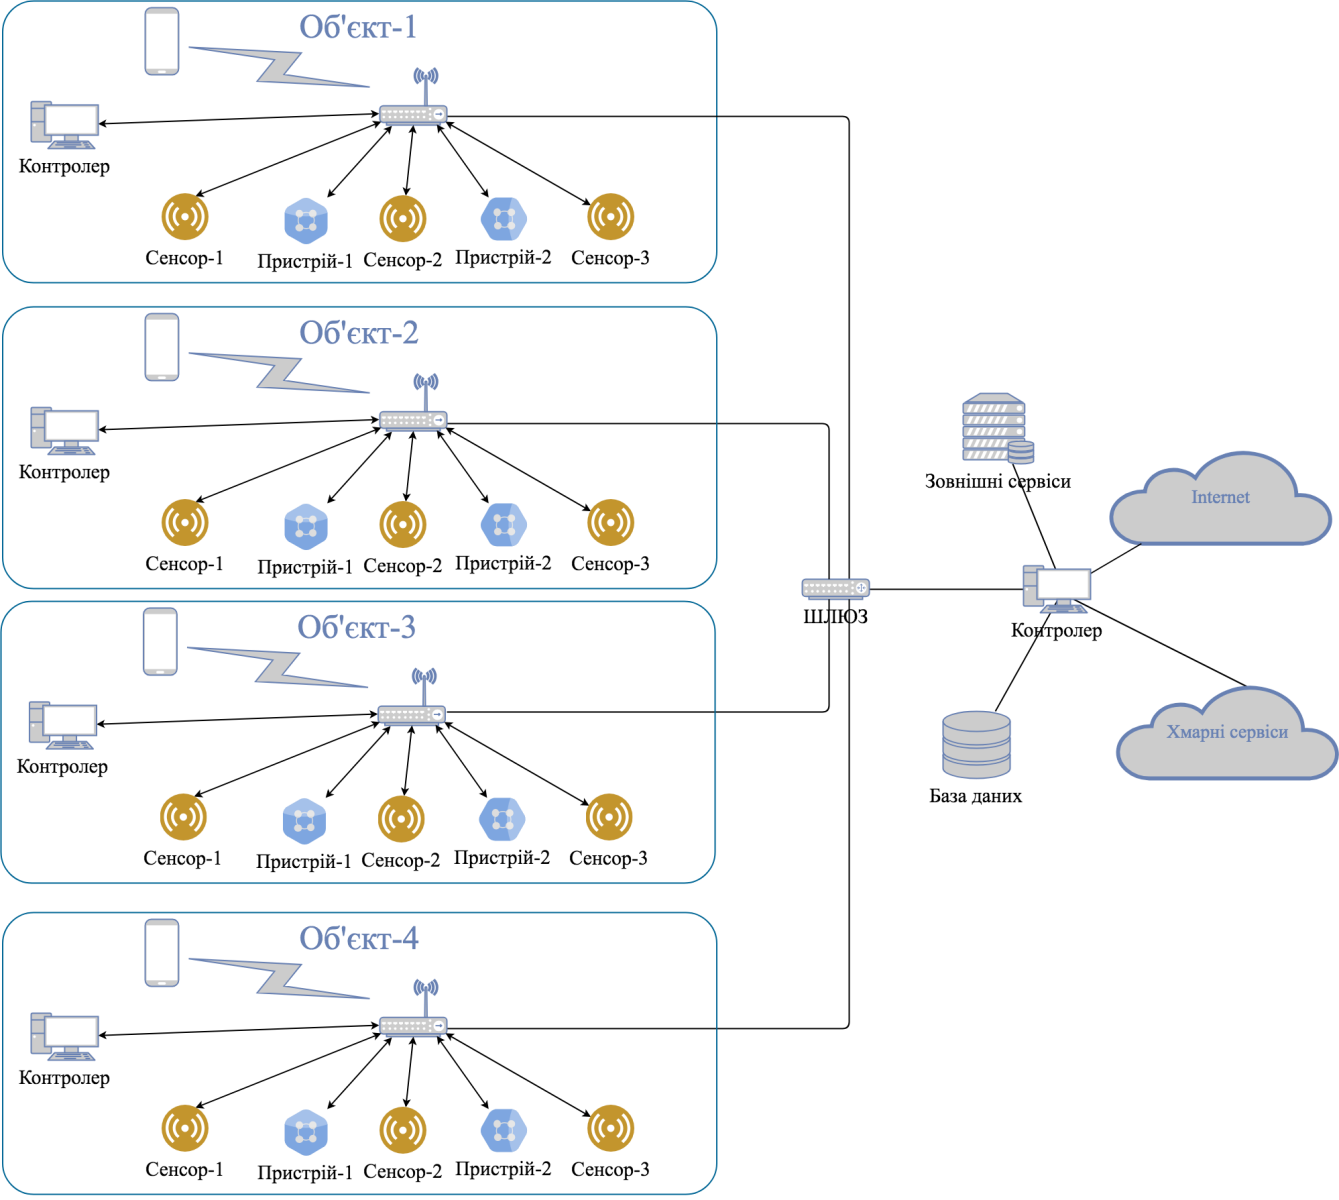 Об'єкт-1
Контролер
Сенсор-1
Пристрій-1
Сенсор-2
Пристрій-2
Сенсор-3
Об'єкт-2
Контролер
Сенсор-1
Пристрій-1
Сенсор-2
Пристрій-2
Сенсор-3
Об'єкт-3
Контролер
Сенсор-1
Пристрій-1
Сенсор-2
Пристрій-2
Сенсор-3
Об'єкт-4
Контролер
Сенсор-1
Пристрій-1
Сенсор-2
Пристрій-2
Сенсор-3
ШЛЮЗ
Зовнішні сервіси
Internet
Контролер
Хмарні сервіси
База даних